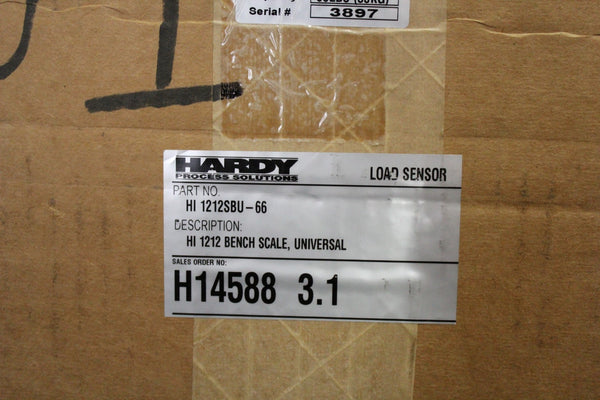 Serial # 3897
HARDY
PROCESS SOLUTIONS
LOAD SENSOR
PART NO.
HI 1212SBU-66
DESCRIPTION:
HI 1212 BENCH SCALE, UNIVERSAL
SALES ORDER NO:
H14588 3.1